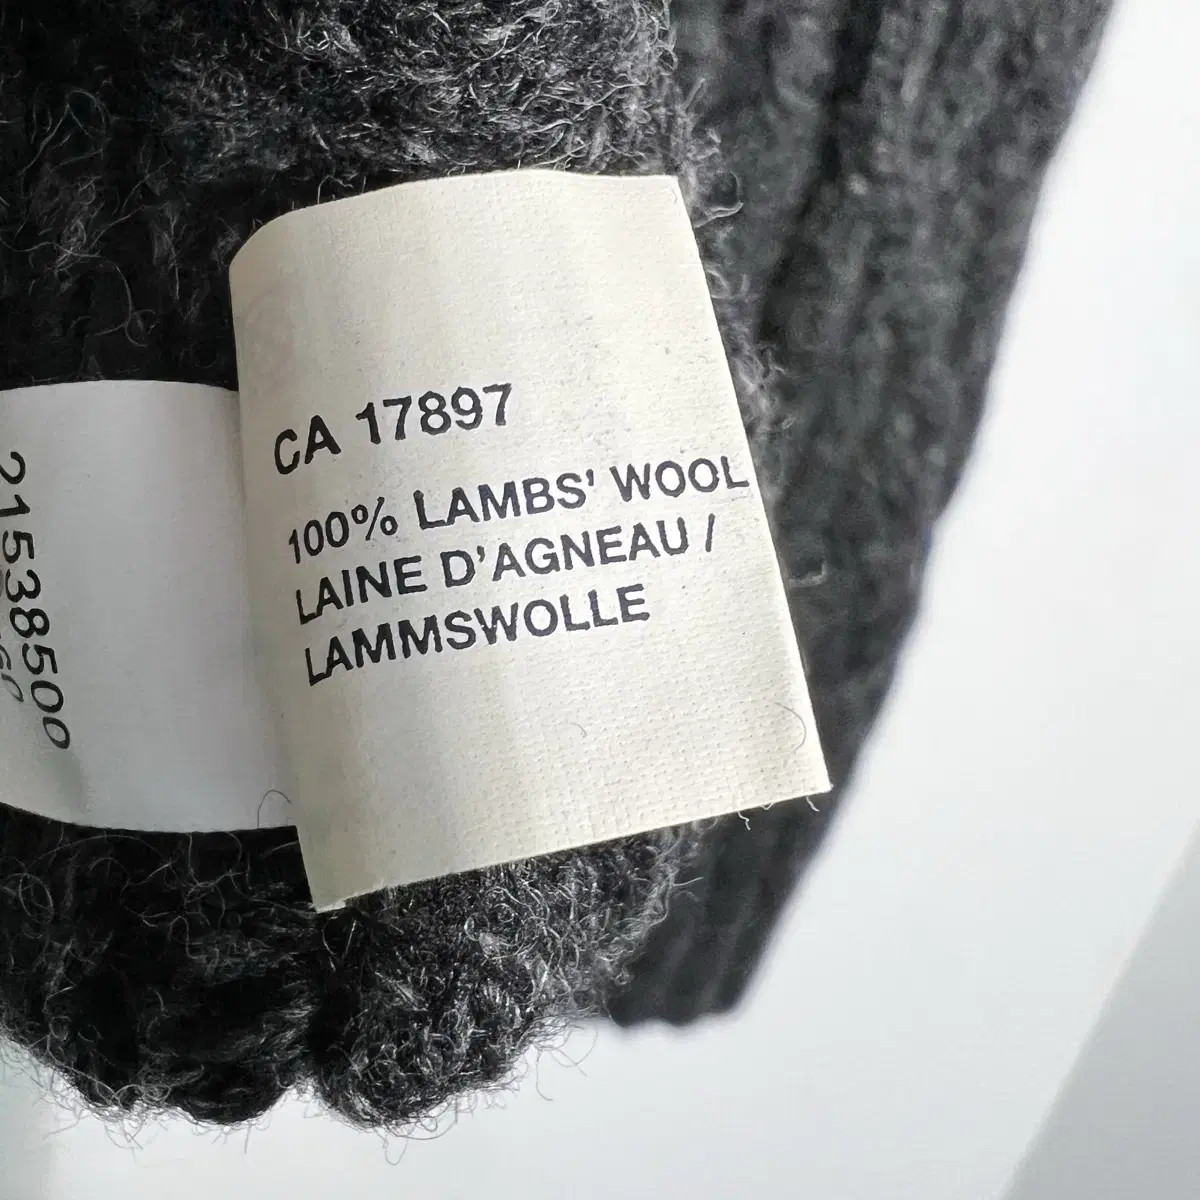 CA 17897
100% LAMBS' WOOL
LAINE D'AGNEAU /
LAMMSWOLLE
21538500